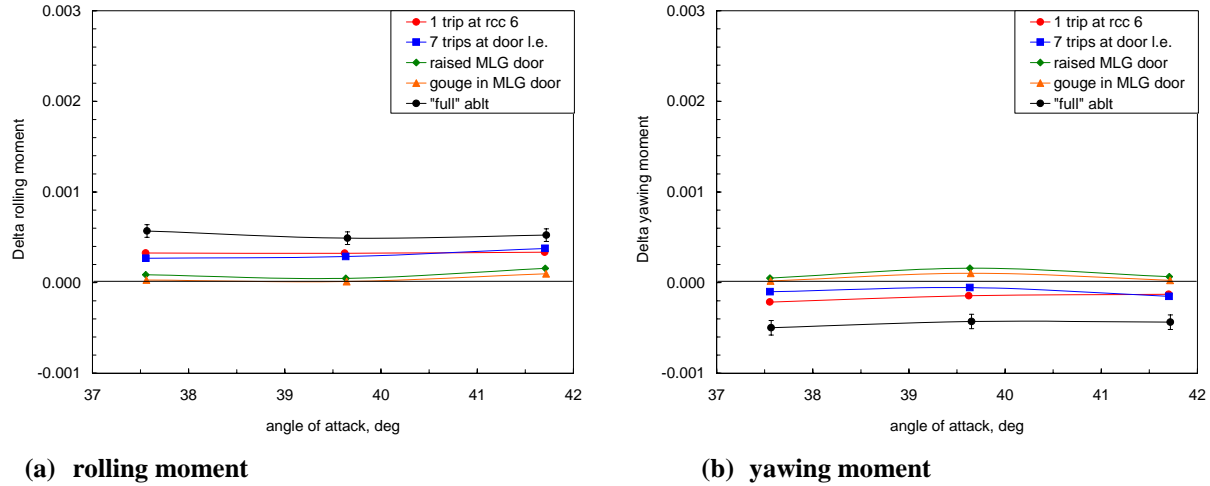 0.003
0.002
0.001
0.000
-0.001
Delta rolling moment
37 38 39 40 41 42
angle of attack, deg
1 trip at rcc 6
7 trips at door l.e.
raised MLG door
gouge in MLG door
"full" ablt
(a) rolling moment
0.003
0.002
0.001
0.000
-0.001
Delta yawing moment
37 38 39 40 41 42
angle of attack, deg
1 trip at rcc 6
7 trips at door l.e.
raised MLG door
gouge in MLG door
"full" ablt
(b) yawing moment